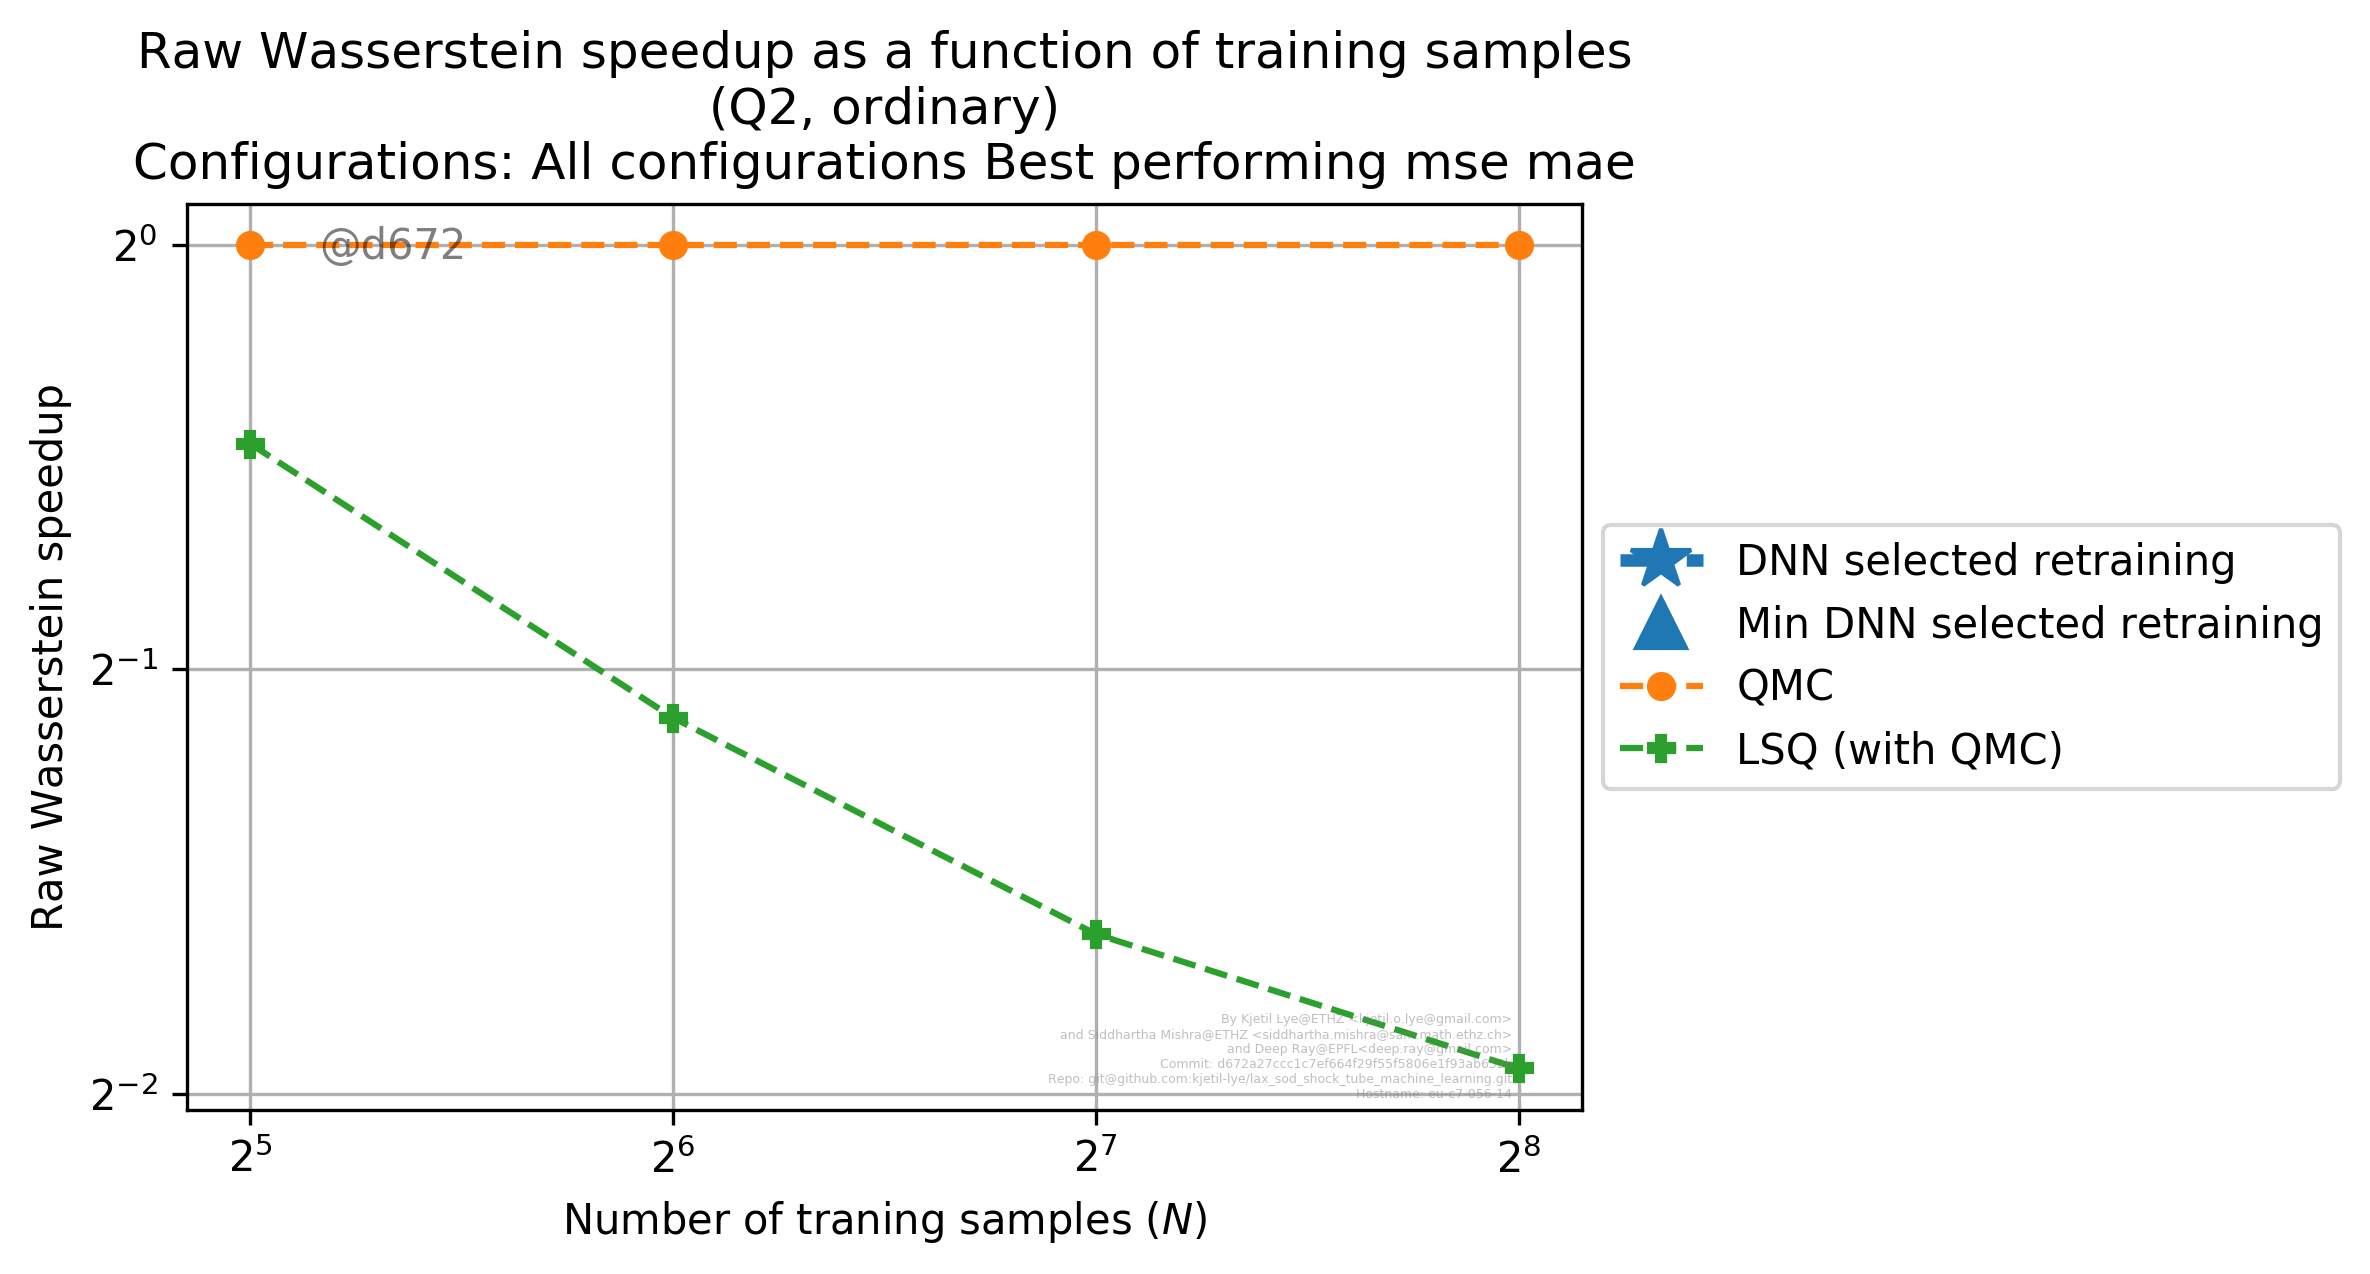 Raw Wasserstein speedup as a function of training samples
(Q2, ordinary)
Configurations: All configurations Best performing mse mae
2⁰
@d672
2⁻¹
2⁻²
Raw Wasserstein speedup
DNN selected retraining
Min DNN selected retraining
QMC
LSQ (with QMC)
By Kjetil Lye@ETHZ <kjetil.o.lye@gmail.com>
and Siddhartha Mishra@ETHZ <siddhartha.mishra@sam.math.ethz.ch>
and Deep Ray@EPFL<deep.ray@gmail.com>
Commit:
Repo: git@github.com:kjetil-lye/lax_sod_shock_tube_machine_learning.git
Hostname: eu-c7-056-14
2⁵ 2⁶ 2⁷ 2⁸
Number of traning samples (N)